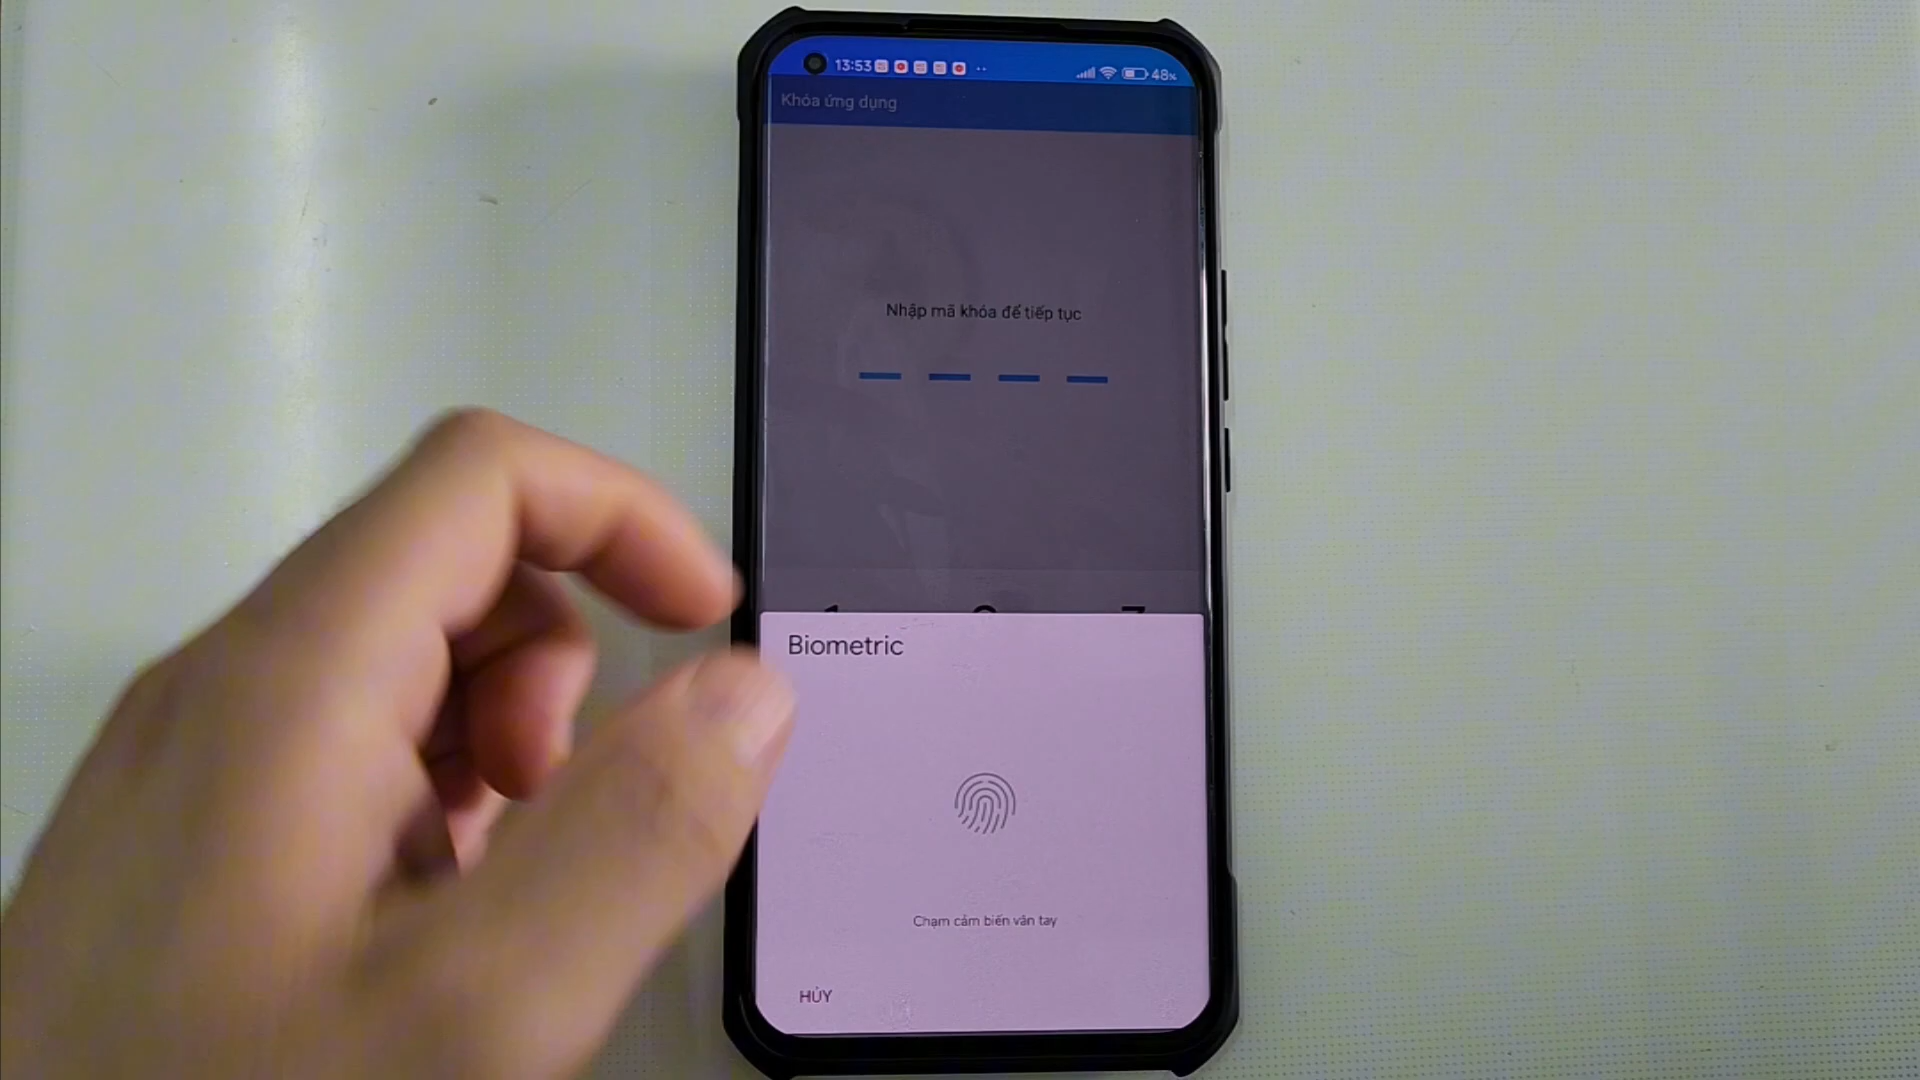 13:53 48%
Khóa ứng dụng
Nhập mã khóa để tiếp tục
Biometric
Chạm cảm biến vân tay
HỦY